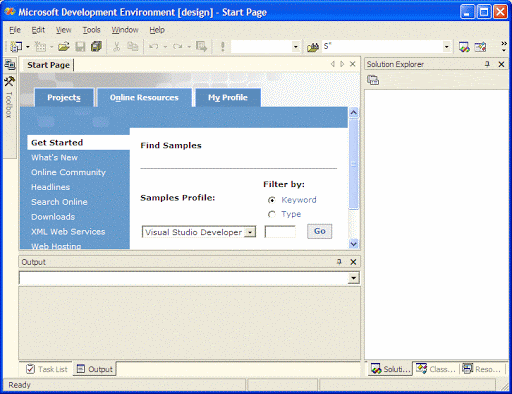 Microsoft Development Environment [design] - Start Page
File Edit View Tools Window Help
5"
Toolbox
Start Page
Projects Online Resources My Profile
Get Started
What's New
Online Community
Headlines
Search Online
Downloads
XML Web Services
Web Hosting
Find Samples
Filter by:
Samples Profile:
Keyword
Type
Visual Studio Developer
Go
Output
Task List Output
Solution Explorer
Soluti... Class... Reso...
Ready